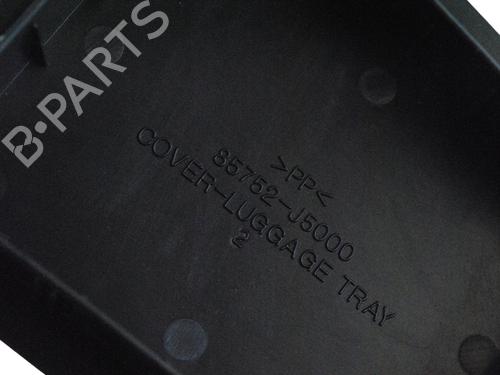 B-PARTS
>PP<
85752-J5000
COVER-LUGGAGE TRAY
2